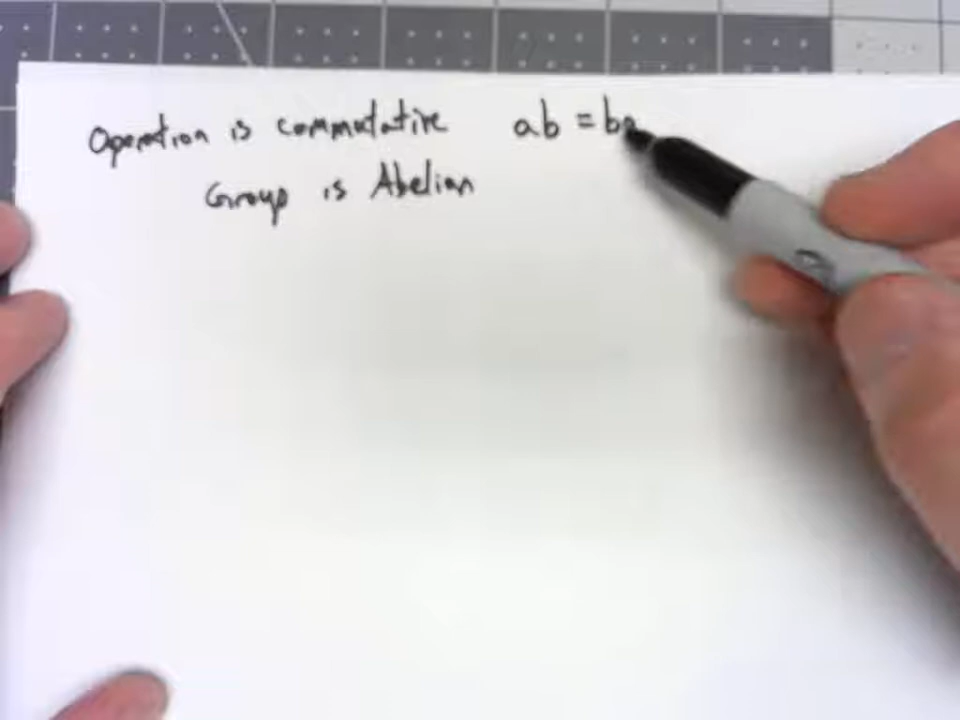 Operation is commutative ab = ba
Group is Abelian